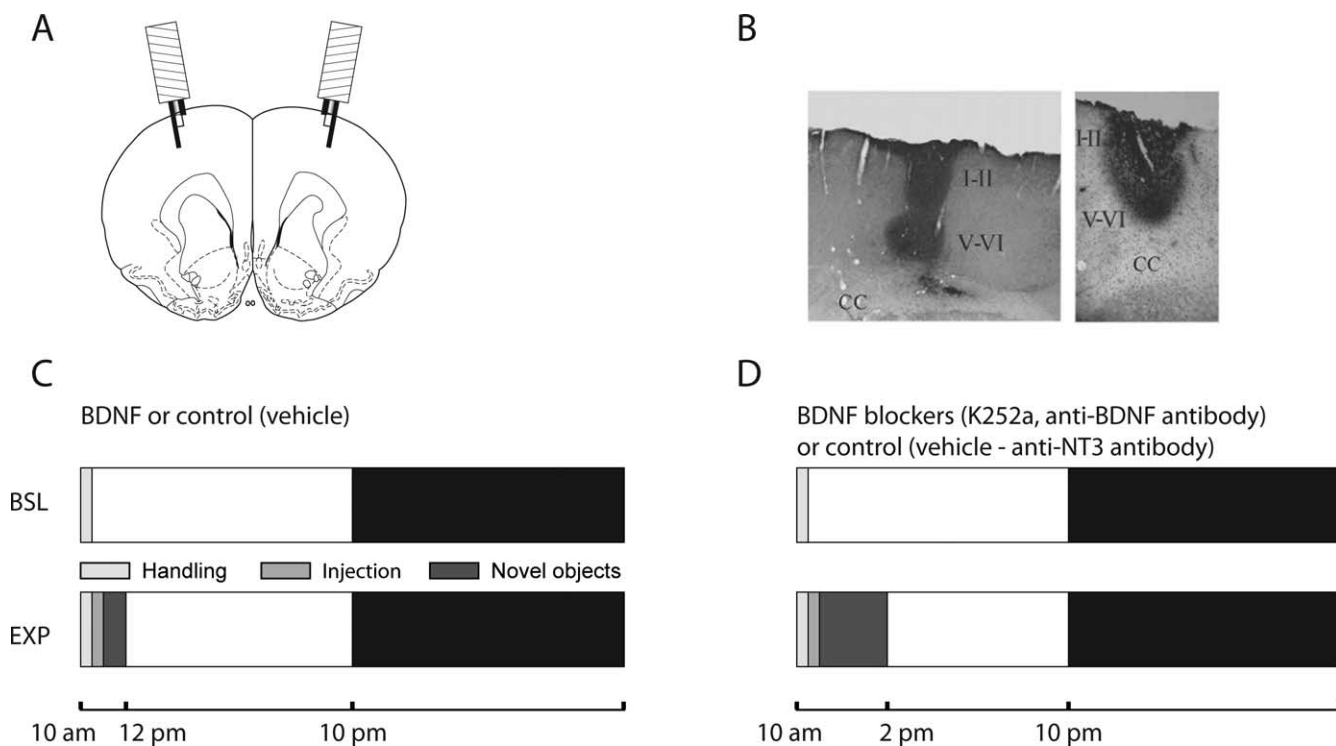 A
B
I-II
V-VI
CC
I-II
V-VI
CC
C
BDNF or control (vehicle)
BSL
Handling
Injection
Novel objects
EXP
10 am
12 pm
10 pm
D
BDNF blockers (K252a, anti-BDNF antibody)
or control (vehicle - anti-NT3 antibody)
10 am
2 pm
10 pm